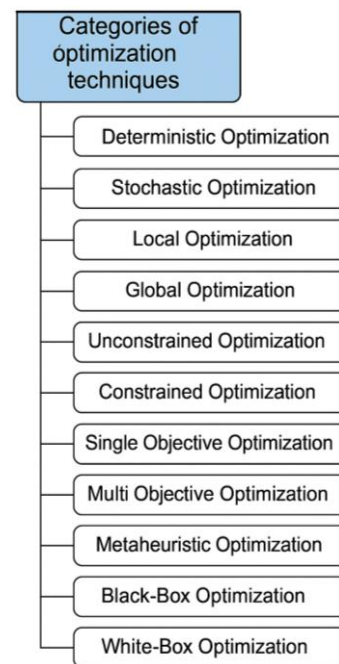 Categories of
óptimization
techniques
Deterministic Optimization
Stochastic Optimization
Local Optimization
Global Optimization
Unconstrained Optimization
Constrained Optimization
Single Objective Optimization
Multi Objective Optimization
Metaheuristic Optimization
Black-Box Optimization
White-Box Optimization